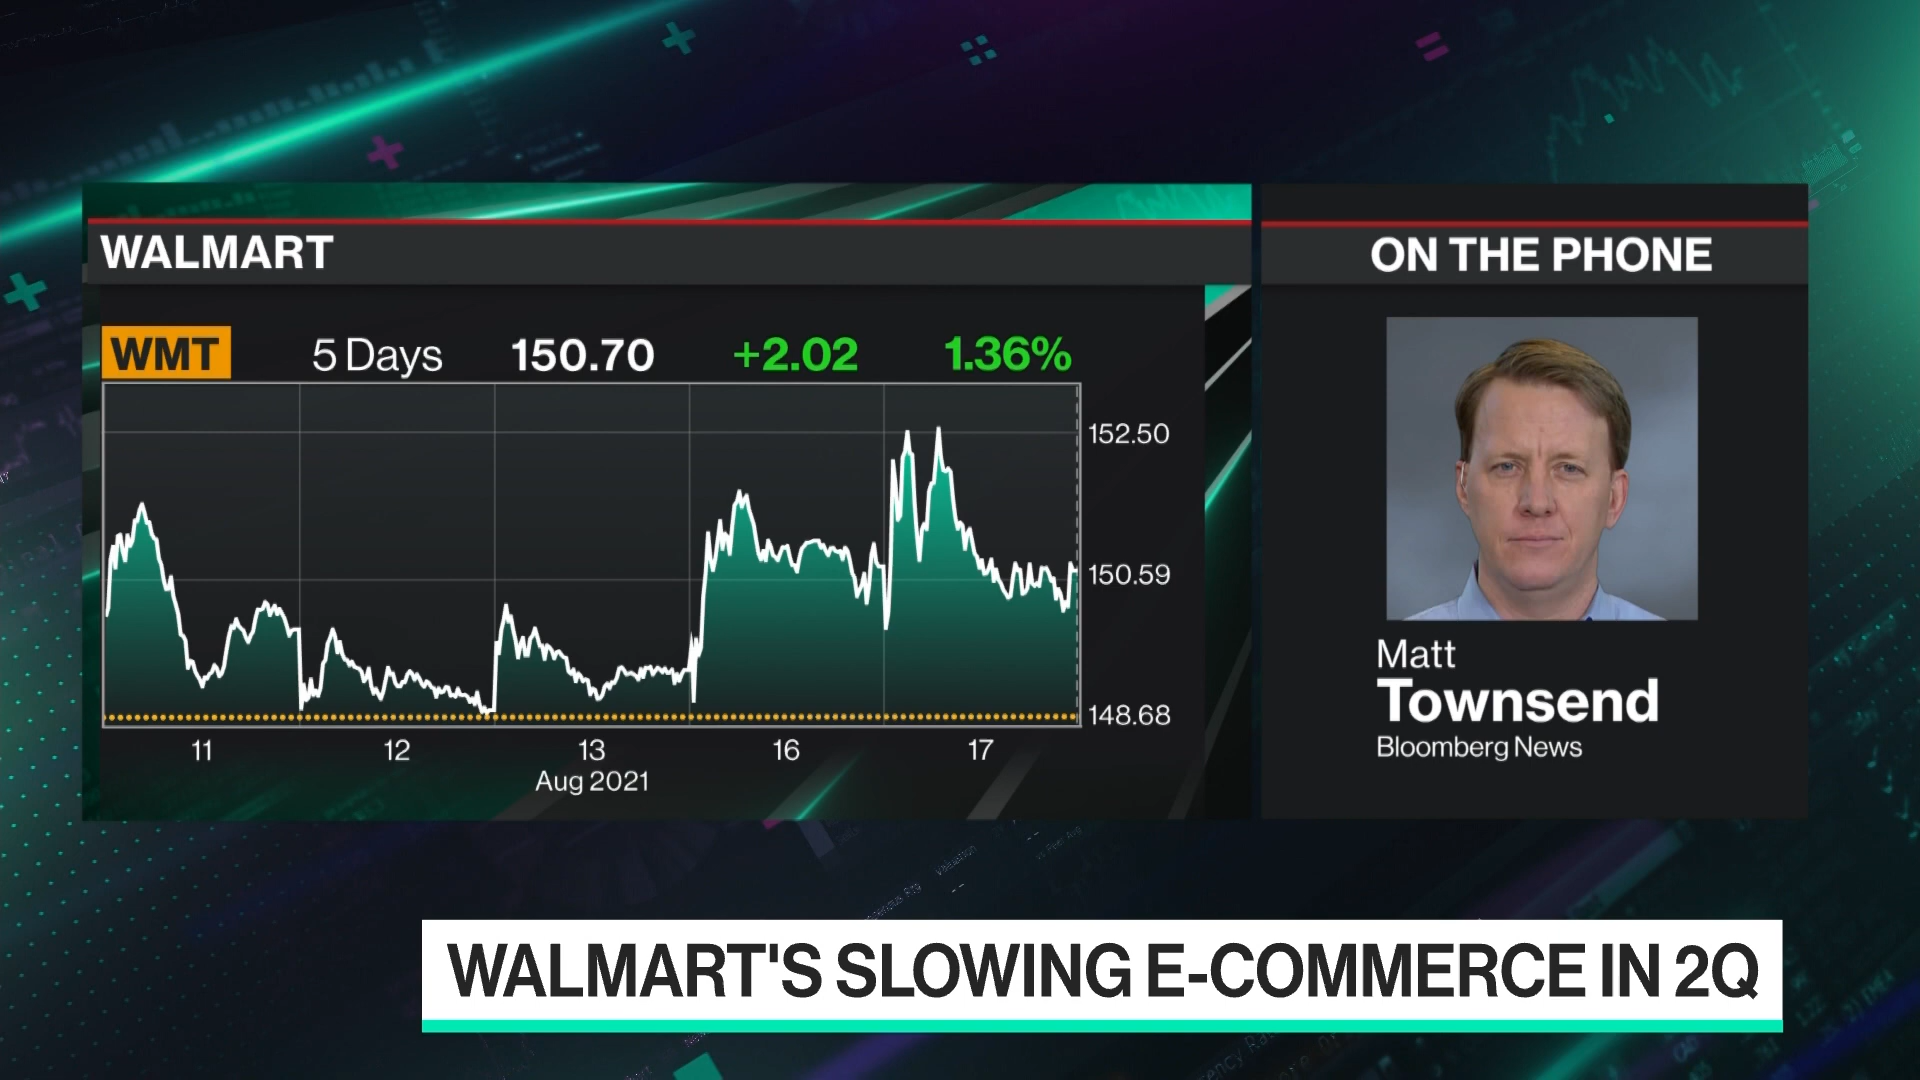 WALMART
WMT 5 Days 150.70 +2.02 1.36%
152.50
150.59
148.68
11 12 13 16 17
Aug 2021
ON THE PHONE
Matt
Townsend
Bloomberg News
Valuation
WALMART'S SLOWING E-COMMERCE IN 2Q